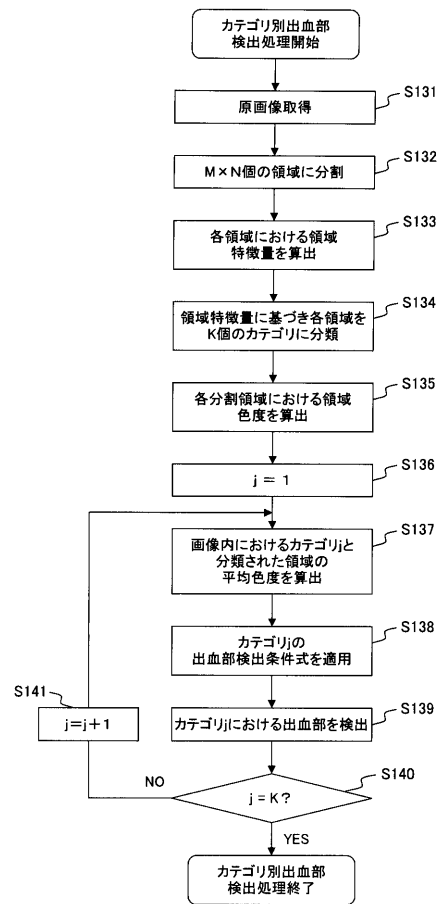 カテゴリ別出血部
検出処理開始
S131
原画像取得
S132
M×N個の領域に分割
S133
各領域における領域
特徴量を算出
S134
領域特徴量に基づき各領域を
K個のカテゴリに分類
S135
各分割領域における領域
色度を算出
S136
j = 1
S137
画像内におけるカテゴリjと
分類された領域の
平均色度を算出
S138
カテゴリjの
出血部検出条件式を適用
S141
j=j+1
S139
カテゴリjにおける出血部を検出
S140
NO
j=K?
YES
カテゴリ別出血部
検出処理終了